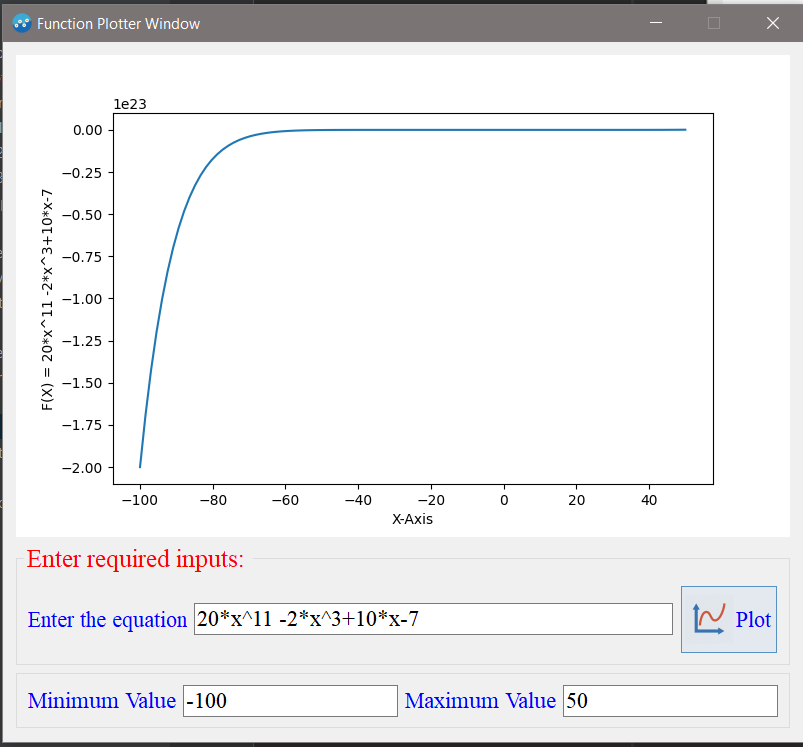 Function Plotter Window
1e23
0.00
−0.25
−0.50
−0.75
−1.00
−1.25
−1.50
−1.75
−2.00
F(X) = 20*x^11 -2*x^3+10*x-7
−100 −80 −60 −40 −20 0 20 40
X-Axis
Enter required inputs:
Enter the equation 20*x^11 -2*x^3+10*x-7 Plot
Minimum Value -100 Maximum Value 50